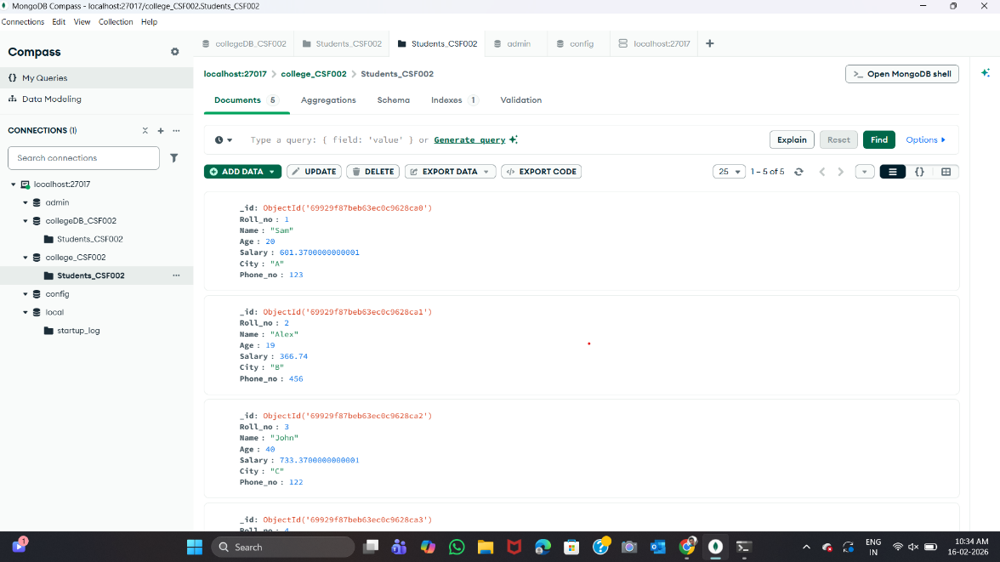 MongoDB Compass - localhost:27017/college_CSF002.Students_CSF002
Connections Edit View Collection Help
Compass
My Queries
Data Modeling
CONNECTIONS (1)
Search connections
localhost:27017
admin
collegeDB_CSF002
Students_CSF002
college_CSF002
Students_CSF002
config
local
startup_log
collegeDB_CSF002 Students_CSF002 Students_CSF002 admin config localhost:27017
localhost:27017 college_CSF002 Students_CSF002
>_ Open MongoDB shell
Documents 5 Aggregations Schema Indexes 1 Validation
Type a query: { field: 'value' } or Generate query
Explain Reset Find Options
ADD DATA UPDATE DELETE EXPORT DATA EXPORT CODE
25 1 – 5 of 5
_id: ObjectId('69929f87beb63ec0c9628ca0')
Roll_no : 1
Name : "Sam"
Age : 20
Salary : 601.3700000000001
City : "A"
Phone_no : 123
_id: ObjectId('69929f87beb63ec0c9628ca1')
Roll_no : 2
Name : "Alex"
Age : 19
Salary : 366.74
City : "B"
Phone_no : 456
_id: ObjectId('69929f87beb63ec0c9628ca2')
Roll_no : 3
Name : "John"
Age : 40
Salary : 733.3700000000001
City : "C"
Phone_no : 122
_id: ObjectId('69929f87beb63ec0c9628ca3')
Roll_no : 4
1
Search
ENG
IN
10:34 AM
16-02-2026